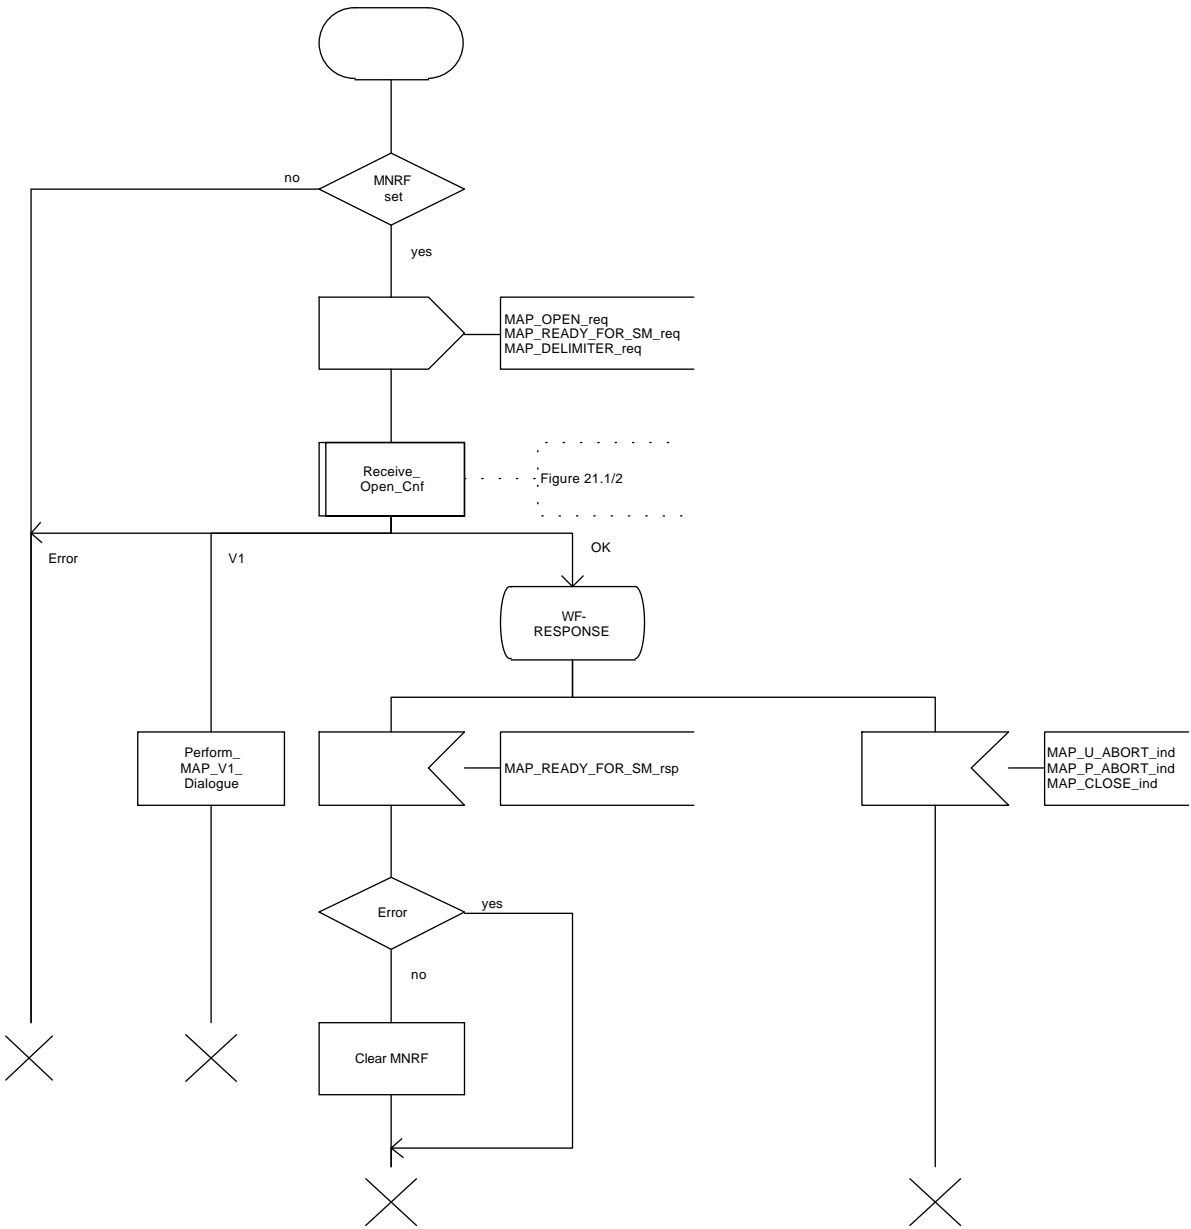 no
MNRF
set
yes
MAP_OPEN_req
MAP_READY_FOR_SM_req
MAP_DELIMITER_req
Receive_
Open_Cnf
Figure 21.1/2
Error
V1
OK
WF-
RESPONSE
Perform_
MAP_V1_
Dialogue
MAP_READY_FOR_SM_rsp
MAP_U_ABORT_ind
MAP_P_ABORT_ind
MAP_CLOSE_ind
Error
yes
no
Clear MNRF